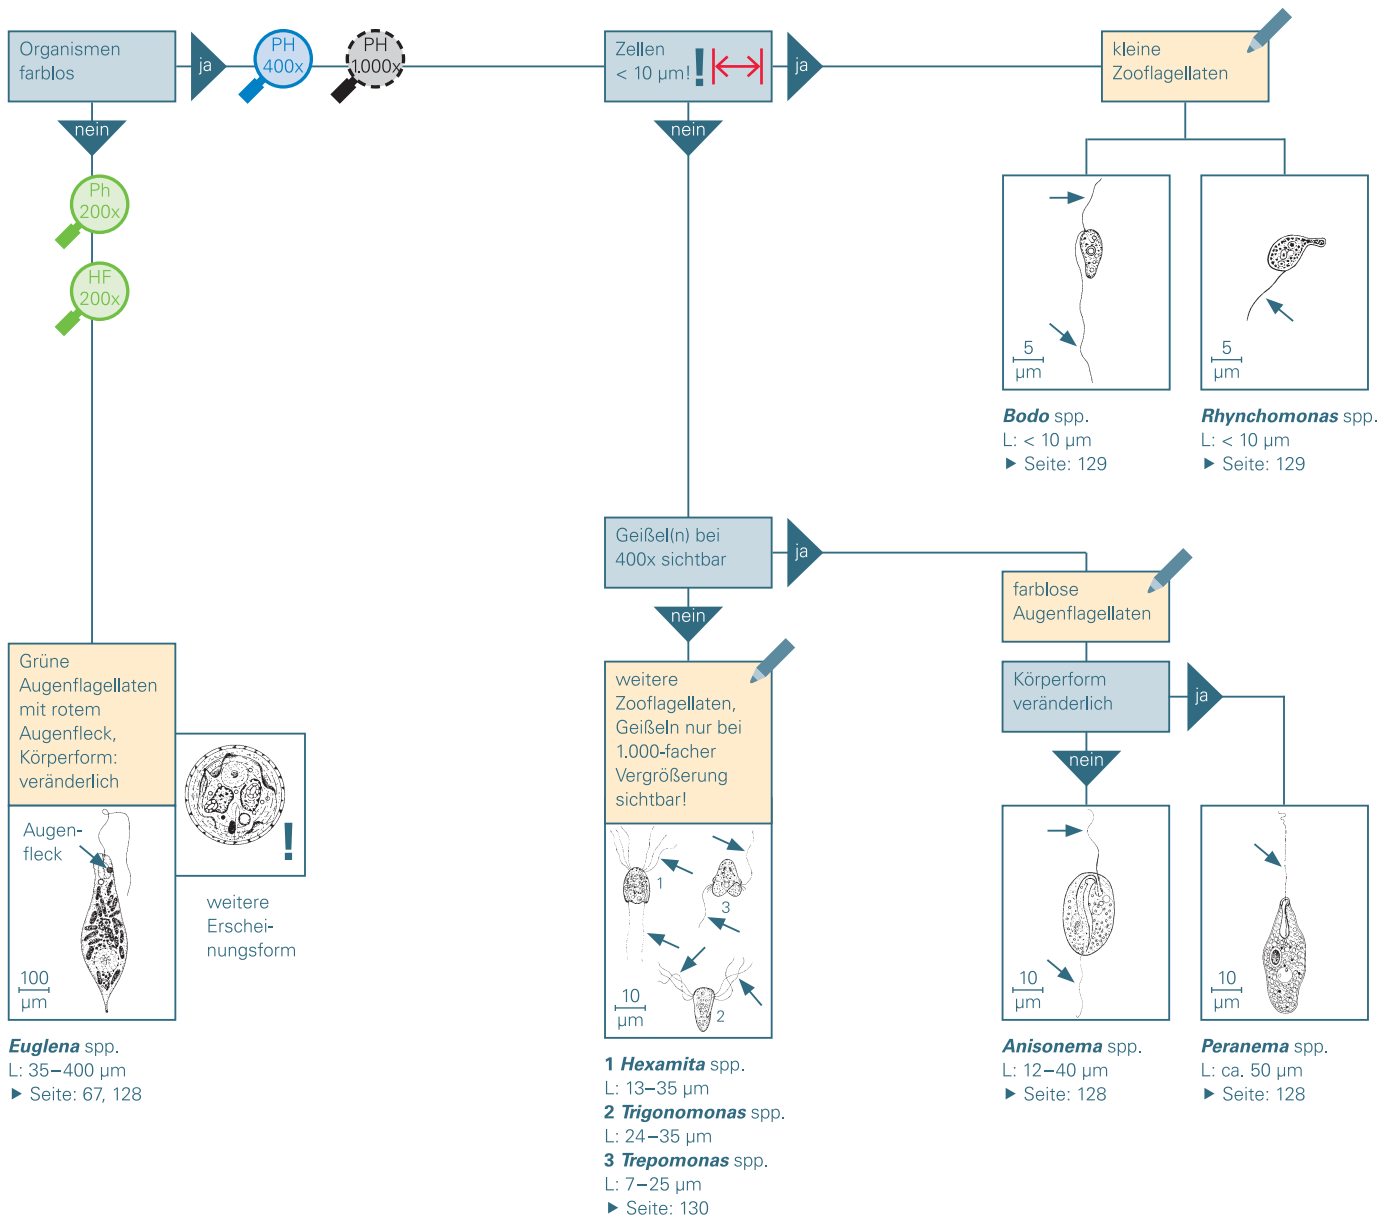 Organismen
farblos
ja
PH
400x
PH
1.000x
Zellen
< 10 µm!
!
ja
kleine
Zooflagellaten
nein
nein
Ph
200x
HF
200x
5
µm
5
µm
Bodo spp.
L: < 10 µm
▶ Seite: 129
Rhynchomonas spp.
L: < 10 µm
▶ Seite: 129
Geißel(n) bei
400x sichtbar
ja
farblose
Augenflagellaten
nein
Körperform
veränderlich
ja
nein
Grüne
Augenflagellaten
mit rotem
Augenfleck,
Körperform:
veränderlich
Augen-
fleck
100
µm
!
weitere
Erschei-
nungsform
Euglena spp.
L: 35–400 µm
▶ Seite: 67, 128
weitere
Zooflagellaten,
Geißeln nur bei
1.000-facher
Vergrößerung
sichtbar!
1
3
2
10
µm
1 Hexamita spp.
L: 13–35 µm
2 Trigonomonas spp.
L: 24–35 µm
3 Trepomonas spp.
L: 7–25 µm
▶ Seite: 130
10
µm
Anisonema spp.
L: 12–40 µm
▶ Seite: 128
10
µm
Peranema spp.
L: ca. 50 µm
▶ Seite: 128